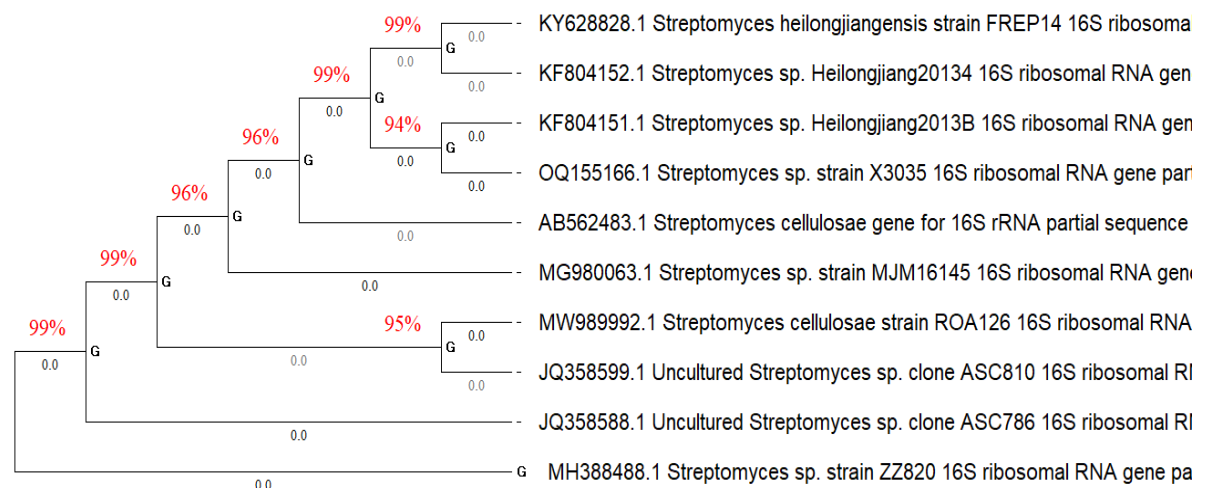 99%
0.0
- KY628828.1 Streptomyces heilongjiangensis strain FREP14 16S ribosoma
G
99%
0.0
0.0
- KF804152.1 Streptomyces sp. Heilongjiang20134 16S ribosomal RNA gen
G
0.0
94%
0.0
- KF804151.1 Streptomyces sp. Heilongjiang2013B 16S ribosomal RNA gen
96%
G
0.0
G
0.0
0.0
- OQ155166.1 Streptomyces sp. strain X3035 16S ribosomal RNA gene part
96%
G
0.0
0.0
- AB562483.1 Streptomyces cellulosae gene for 16S rRNA partial sequence
99%
G
0.0
0.0
- MG980063.1 Streptomyces sp. strain MJM16145 16S ribosomal RNA gene
99%
95%
0.0
- MW989992.1 Streptomyces cellulosae strain ROA126 16S ribosomal RNA
G
0.0
G
0.0
0.0
- JQ358599.1 Uncultured Streptomyces sp. clone ASC810 16S ribosomal
0.0
- JQ358588.1 Uncultured Streptomyces sp. clone ASC786 16S ribosomal
0.0
G MH388488.1 Streptomyces sp. strain ZZ820 16S ribosomal RNA gene pa